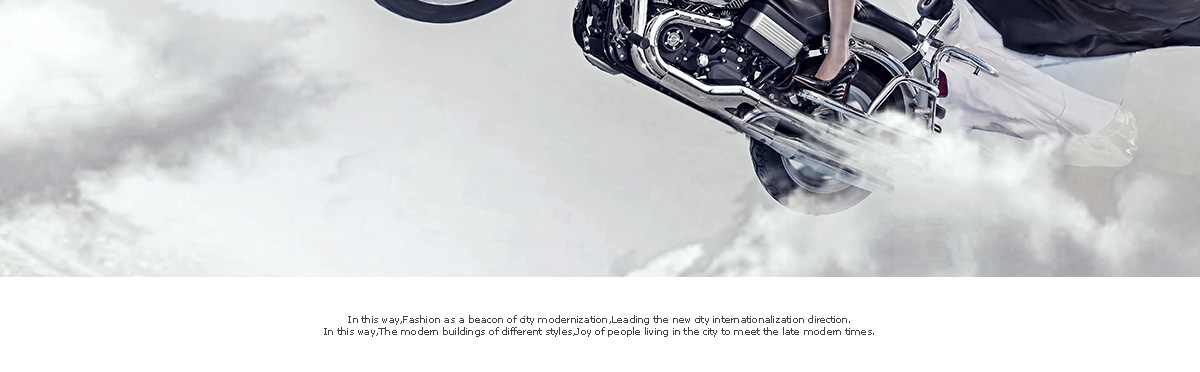 In this way,Fashion as a beacon of city modernization,Leading the new city internationalization direction.
In this way,The modern buildings of different styles,Joy of people living in the city to meet the late modern times.